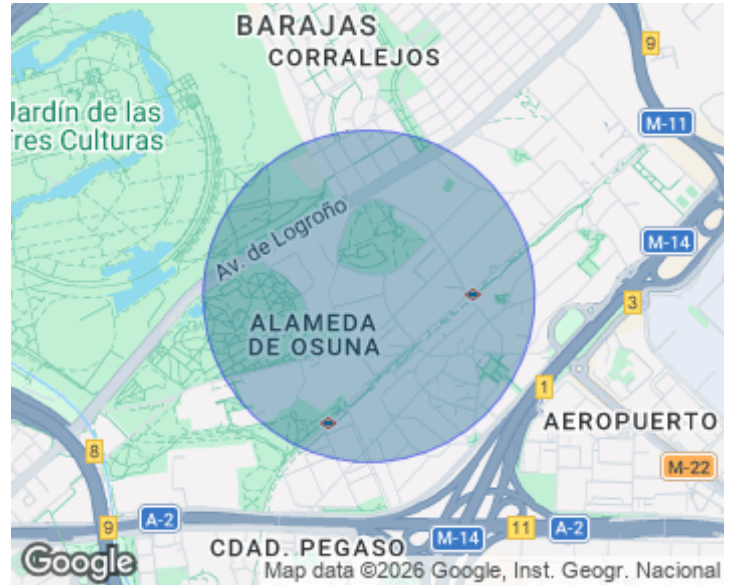 BARAJAS
CORRALEJOS
9
Jardín de las
Tres Culturas
M-11
Av. de Logroño
M-14
3
ALAMEDA
DE OSUNA
1
AEROPUERTO
8
M-22
A-2
9
M-14
11
A-2
CDAD. PEGASO
Google
Map data ©2026 Google, Inst. Geogr. Nacional